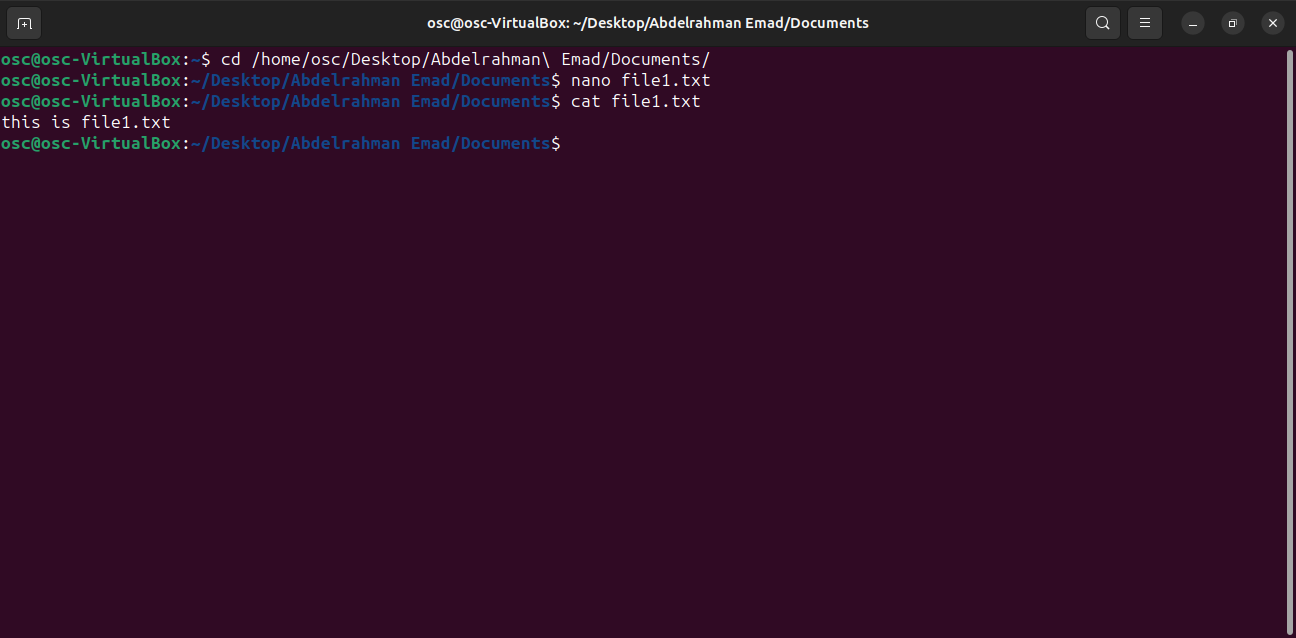 osc@osc-VirtualBox: ~/Desktop/Abdelrahman Emad/Documents
osc@osc-VirtualBox:~$ cd /home/osc/Desktop/Abdelrahman\ Emad/Documents/
osc@osc-VirtualBox:~/Desktop/Abdelrahman Emad/Documents$ nano file1.txt
osc@osc-VirtualBox:~/Desktop/Abdelrahman Emad/Documents$ cat file1.txt
this is file1.txt
osc@osc-VirtualBox:~/Desktop/Abdelrahman Emad/Documents$